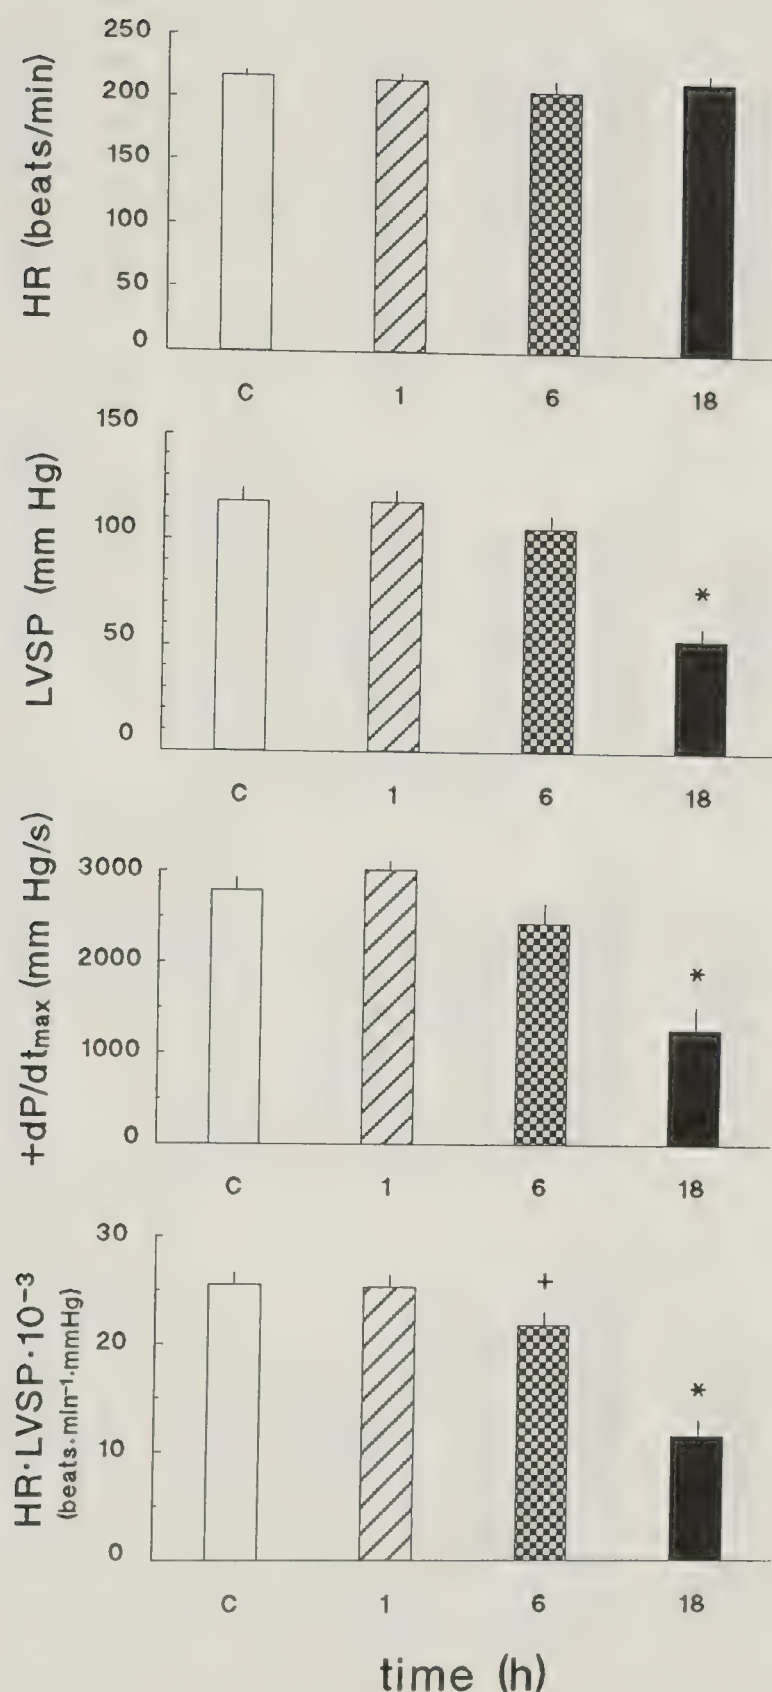 HR (beats/min)
250
200
150
100
50
0
C 1 6 18
LVSP (mm Hg)
150
100
50
0
*
C 1 6 18
+dP/dtmax (mm Hg/s)
3000
2000
1000
0
*
C 1 6 18
HR·LVSP·10⁻³
(beats·min⁻¹·mmHg)
30
20
10
0
+
*
C 1 6 18
time (h)